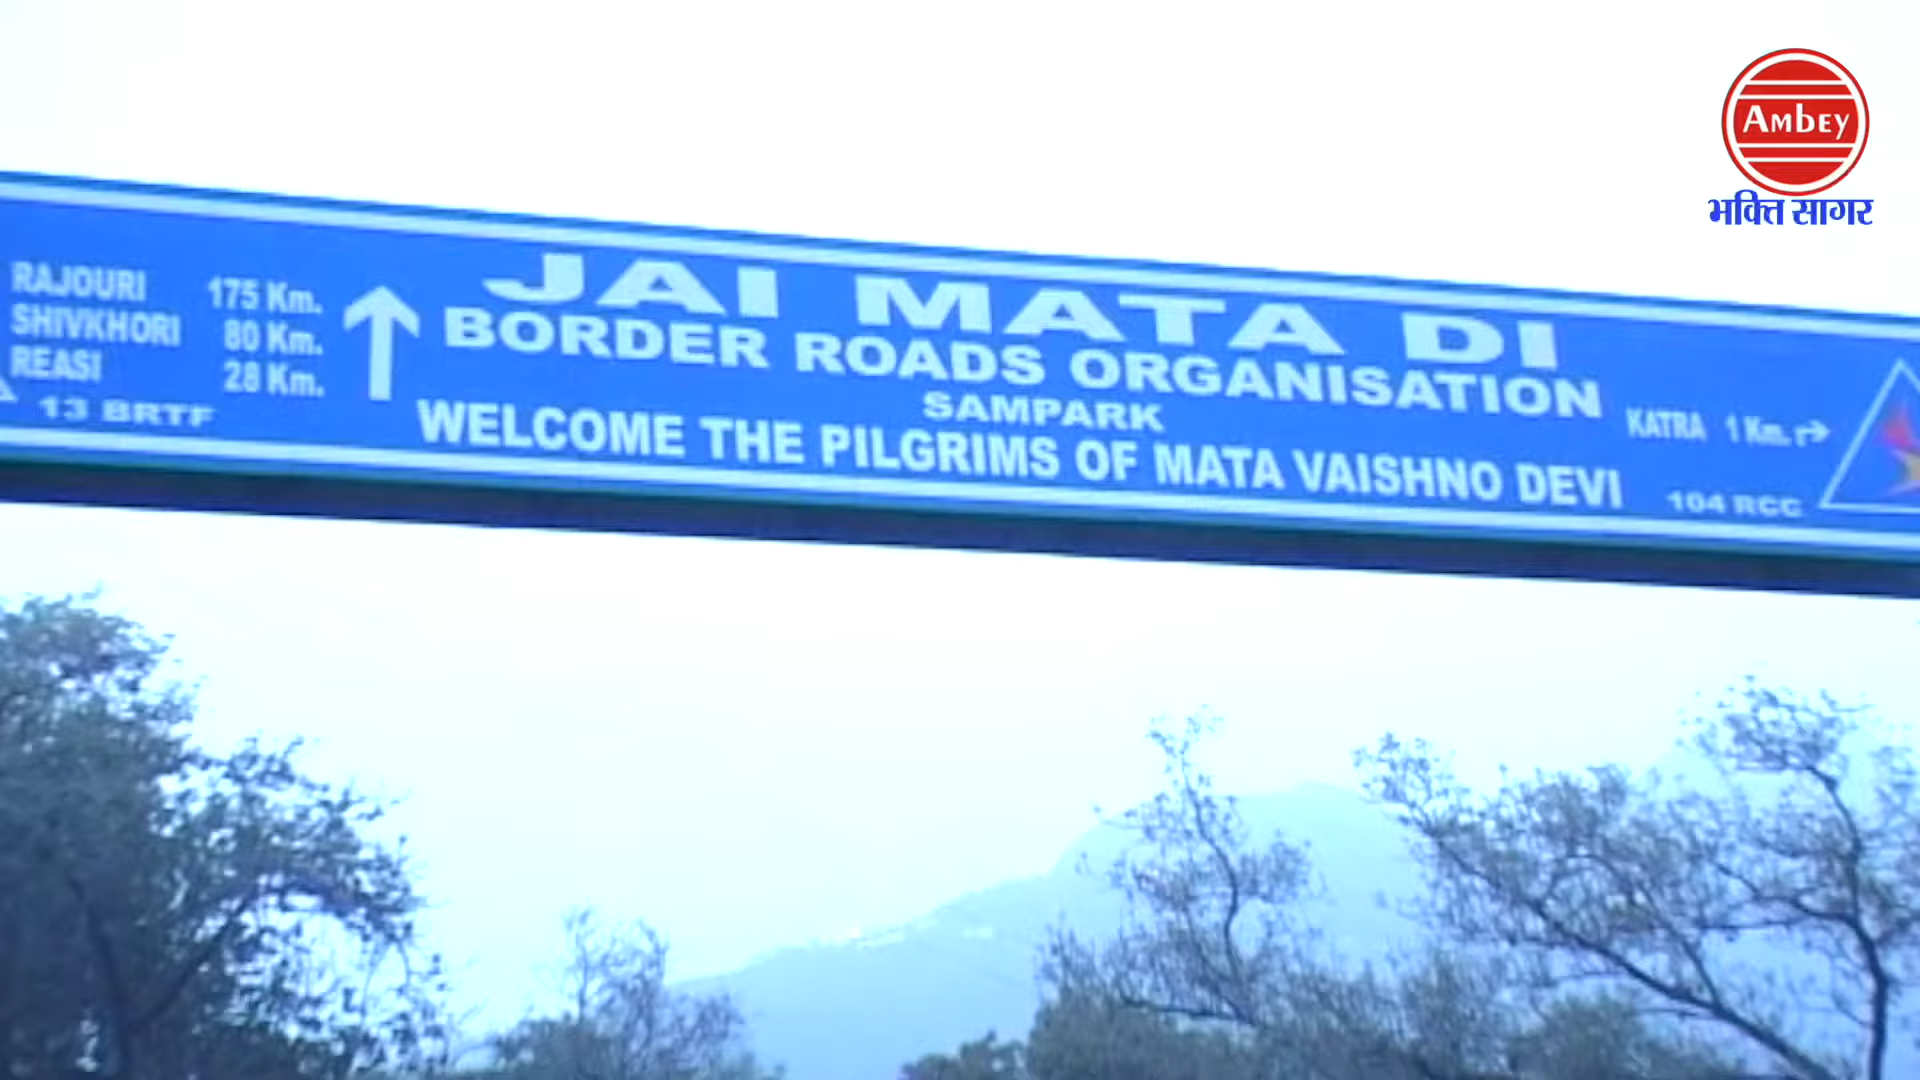 AMBEY
भक्ति सागर
JAI MATA DI
BORDER ROADS ORGANISATION
SAMPARK
WELCOME THE PILGRIMS OF MATA VAISHNO DEVI
RAJOURI 175 Km.
SHIVKHORI 80 Km.
REASI 28 Km.
13 BRTF
KATRA 1 Km.
104 RCC